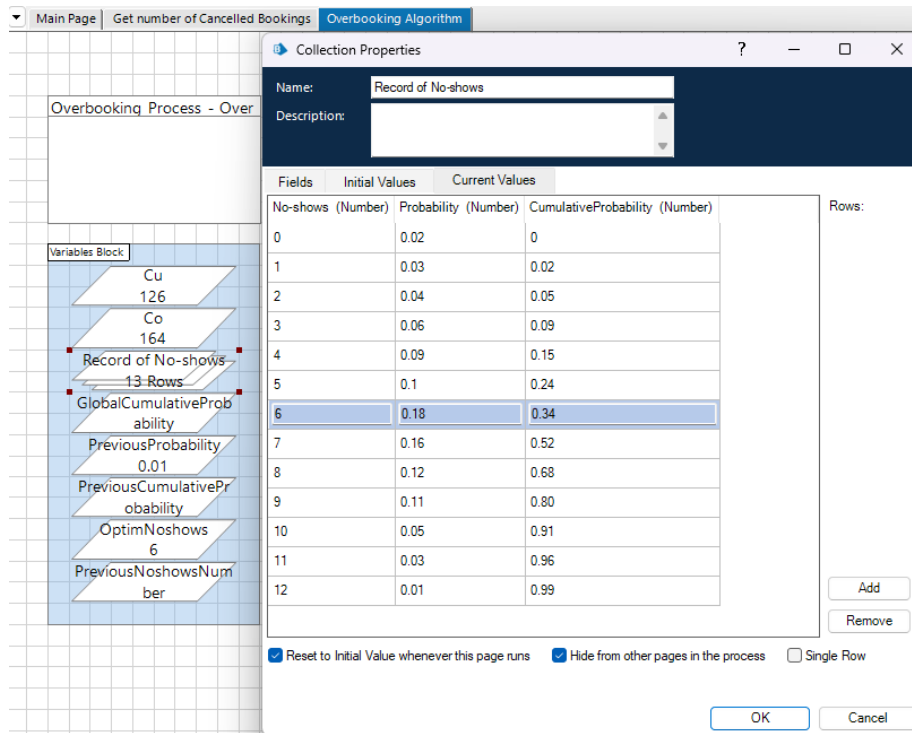 Main Page Get number of Cancelled Bookings Overbooking Algorithm
Overbooking Process - Over
Variables Block
Cu
126
Co
164
Record of No-shows
13 Rows
GlobalCumulativeProb
ability
PreviousProbability
0.01
PreviousCumulativePr
obability
OptimNoshows
6
PreviousNoshowsNum
ber
Collection Properties ?
Name: Record of No-shows
Description:
Fields Initial Values Current Values
No-shows (Number) Probability (Number) CumulativeProbability (Number) Rows:
0 0.02 0
1 0.03 0.02
2 0.04 0.05
3 0.06 0.09
4 0.09 0.15
5 0.1 0.24
6 0.18 0.34
7 0.16 0.52
8 0.12 0.68
9 0.11 0.80
10 0.05 0.91
11 0.03 0.96
12 0.01 0.99
Add
Remove
Reset to Initial Value whenever this page runs Hide from other pages in the process Single Row
OK Cancel